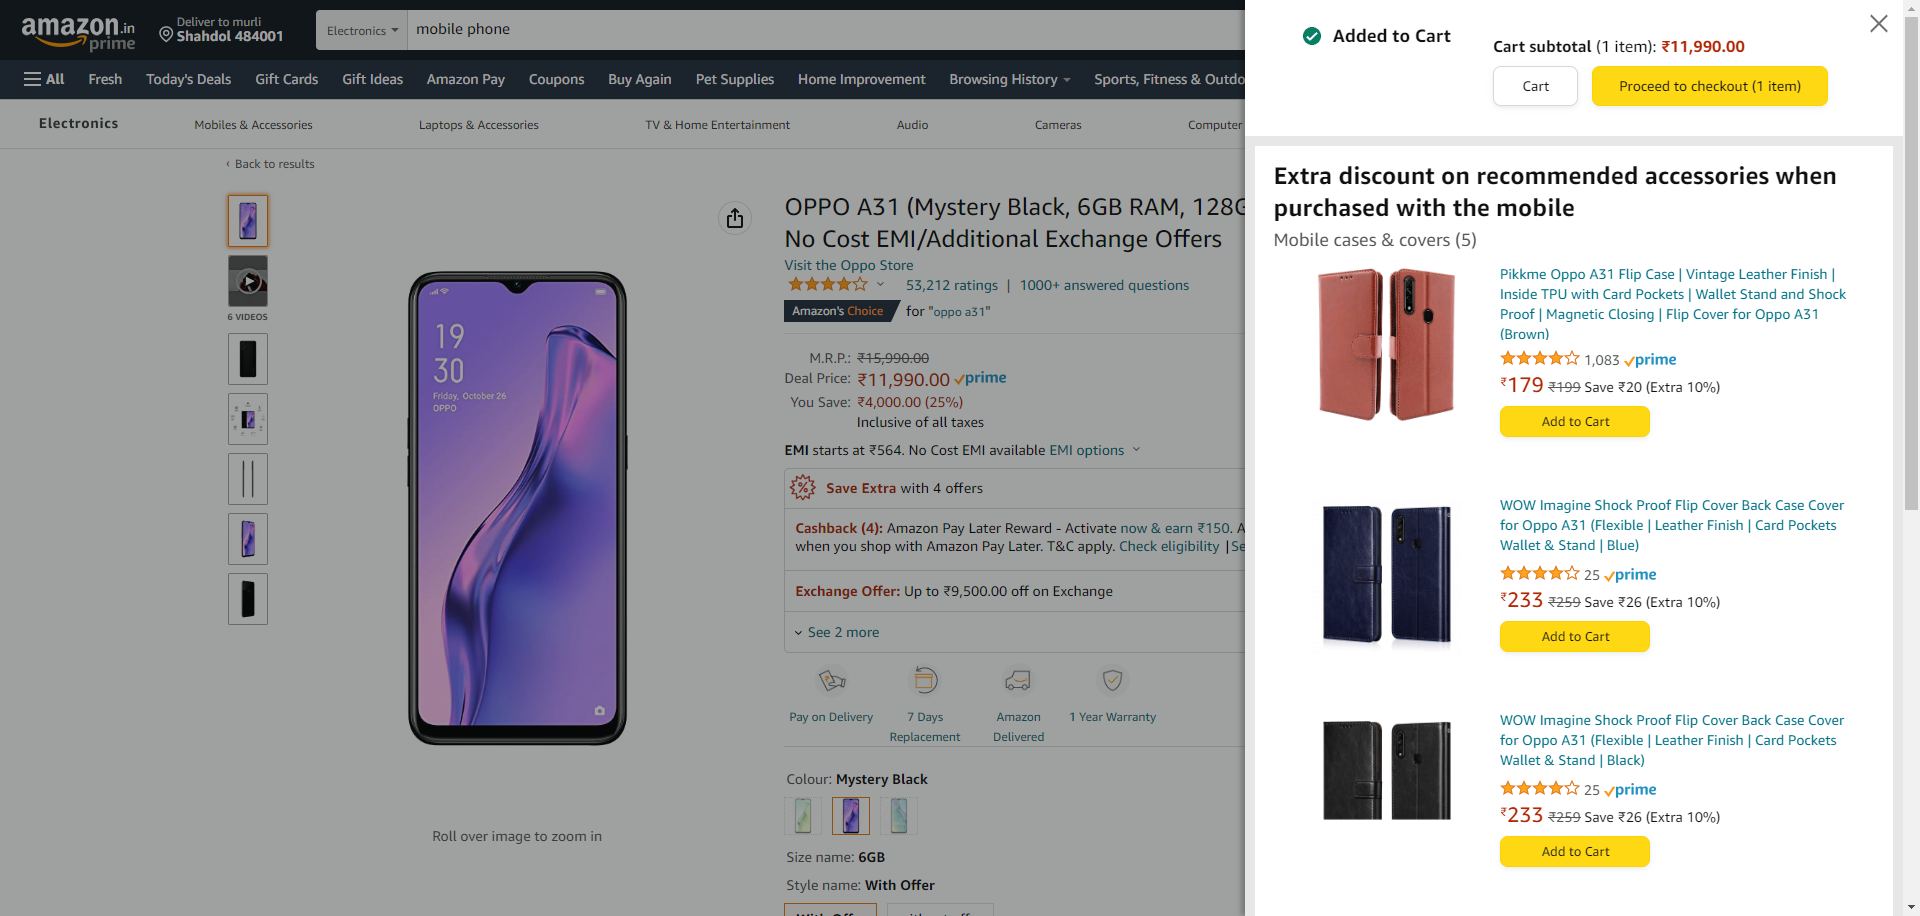 amazon.in
prime
Deliver to murli
Shahdol 484001
Electronics
mobile phone
All
Fresh
Today's Deals
Gift Cards
Gift Ideas
Amazon Pay
Coupons
Buy Again
Pet Supplies
Home Improvement
Browsing History
Sports, Fitness & Outdo
Electronics
Mobiles & Accessories
Laptops & Accessories
TV & Home Entertainment
Audio
Cameras
Computer
‹ Back to results
6 VIDEOS
19
30
Friday, October 26
OPPO
Roll over image to zoom in
OPPO A31 (Mystery Black, 6GB RAM, 128G
No Cost EMI/Additional Exchange Offers
Visit the Oppo Store
53,212 ratings | 1000+ answered questions
Amazon's Choice for "oppo a31"
M.R.P.: ₹15,990.00
Deal Price: ₹11,990.00 prime
You Save: ₹4,000.00 (25%)
Inclusive of all taxes
EMI starts at ₹564. No Cost EMI available EMI options
Save Extra with 4 offers
Cashback (4): Amazon Pay Later Reward - Activate now & earn ₹150. A
when you shop with Amazon Pay Later. T&C apply. Check eligibility |Se
Exchange Offer: Up to ₹9,500.00 off on Exchange
See 2 more
Pay on Delivery
7 Days
Replacement
Amazon
Delivered
1 Year Warranty
Colour: Mystery Black
Size name: 6GB
Style name: With Offer
Added to Cart
Cart subtotal (1 item): ₹11,990.00
Cart
Proceed to checkout (1 item)
Extra discount on recommended accessories when
purchased with the mobile
Mobile cases & covers (5)
Pikkme Oppo A31 Flip Case | Vintage Leather Finish |
Inside TPU with Card Pockets | Wallet Stand and Shock
Proof | Magnetic Closing | Flip Cover for Oppo A31
(Brown)
1,083 prime
₹179 ₹199 Save ₹20 (Extra 10%)
Add to Cart
WOW Imagine Shock Proof Flip Cover Back Case Cover
for Oppo A31 (Flexible | Leather Finish | Card Pockets
Wallet & Stand | Blue)
25 prime
₹233 ₹259 Save ₹26 (Extra 10%)
Add to Cart
WOW Imagine Shock Proof Flip Cover Back Case Cover
for Oppo A31 (Flexible | Leather Finish | Card Pockets
Wallet & Stand | Black)
25 prime
₹233 ₹259 Save ₹26 (Extra 10%)
Add to Cart